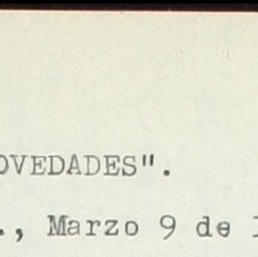 OVEDADES".
., Marzo 9 de